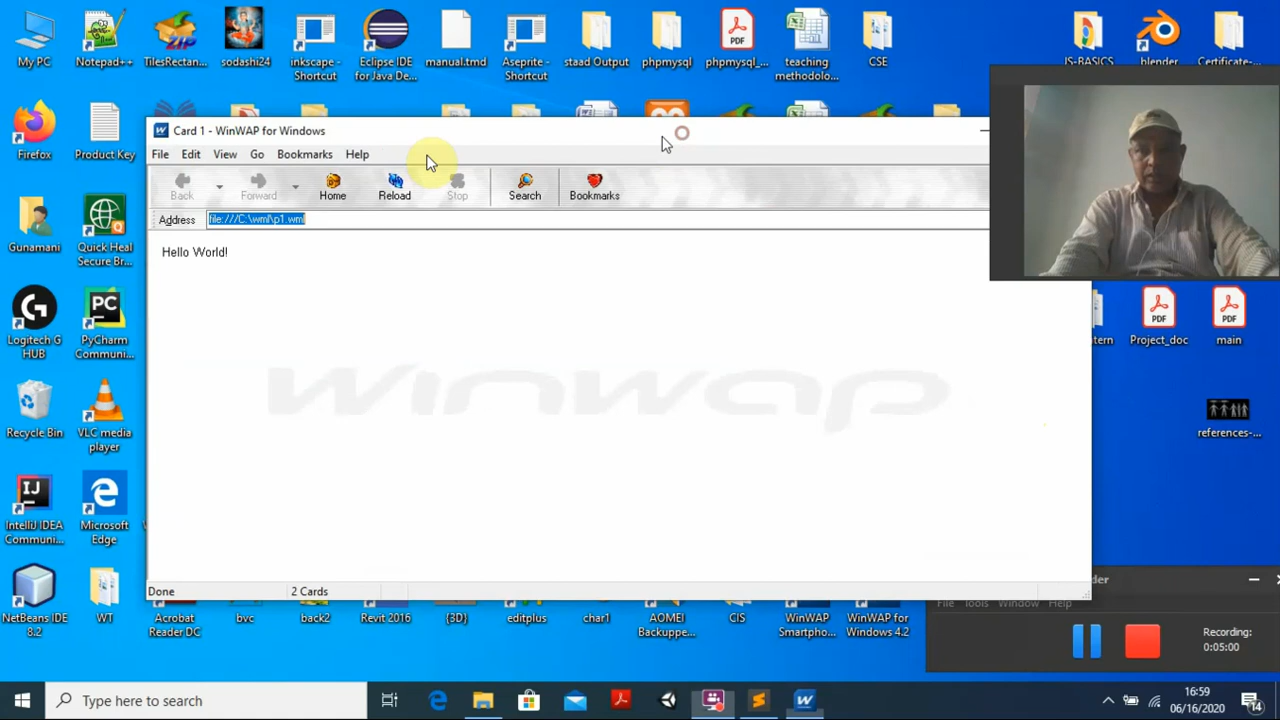 My PC
Notepad++
TilesRectan...
sodashi24
inkscape - Shortcut
Eclipse IDE for Java De...
manual.tmd
Aseprite - Shortcut
staad Output
phpmysql
phpmysql_...
teaching methodolo...
CSE
JS-BASICS
blender
Certificate-...
Firefox
Product Key
Card 1 - WinWAP for Windows
File Edit View Go Bookmarks Help
Back
Forward
Home
Reload
Stop
Search
Bookmarks
Address
file:///C:\wml\p1.wml
Hello World!
winwap
Gunamani
Quick Heal Secure Br...
Logitech G HUB
PyCharm Communi...
Project_doc
main
Recycle Bin
VLC media player
references-...
IntelliJ IDEA Communi...
Microsoft Edge
Done
2 Cards
NetBeans IDE 8.2
WT
Acrobat Reader DC
bvc
back2
Revit 2016
{3D}
editplus
char1
AOMEI Backuppe...
CIS
WinWAP Smartpho...
WinWAP for Windows 4.2
File Tools Window Help
Recording:
0:05:00
Type here to search
16:59
06/16/2020
14